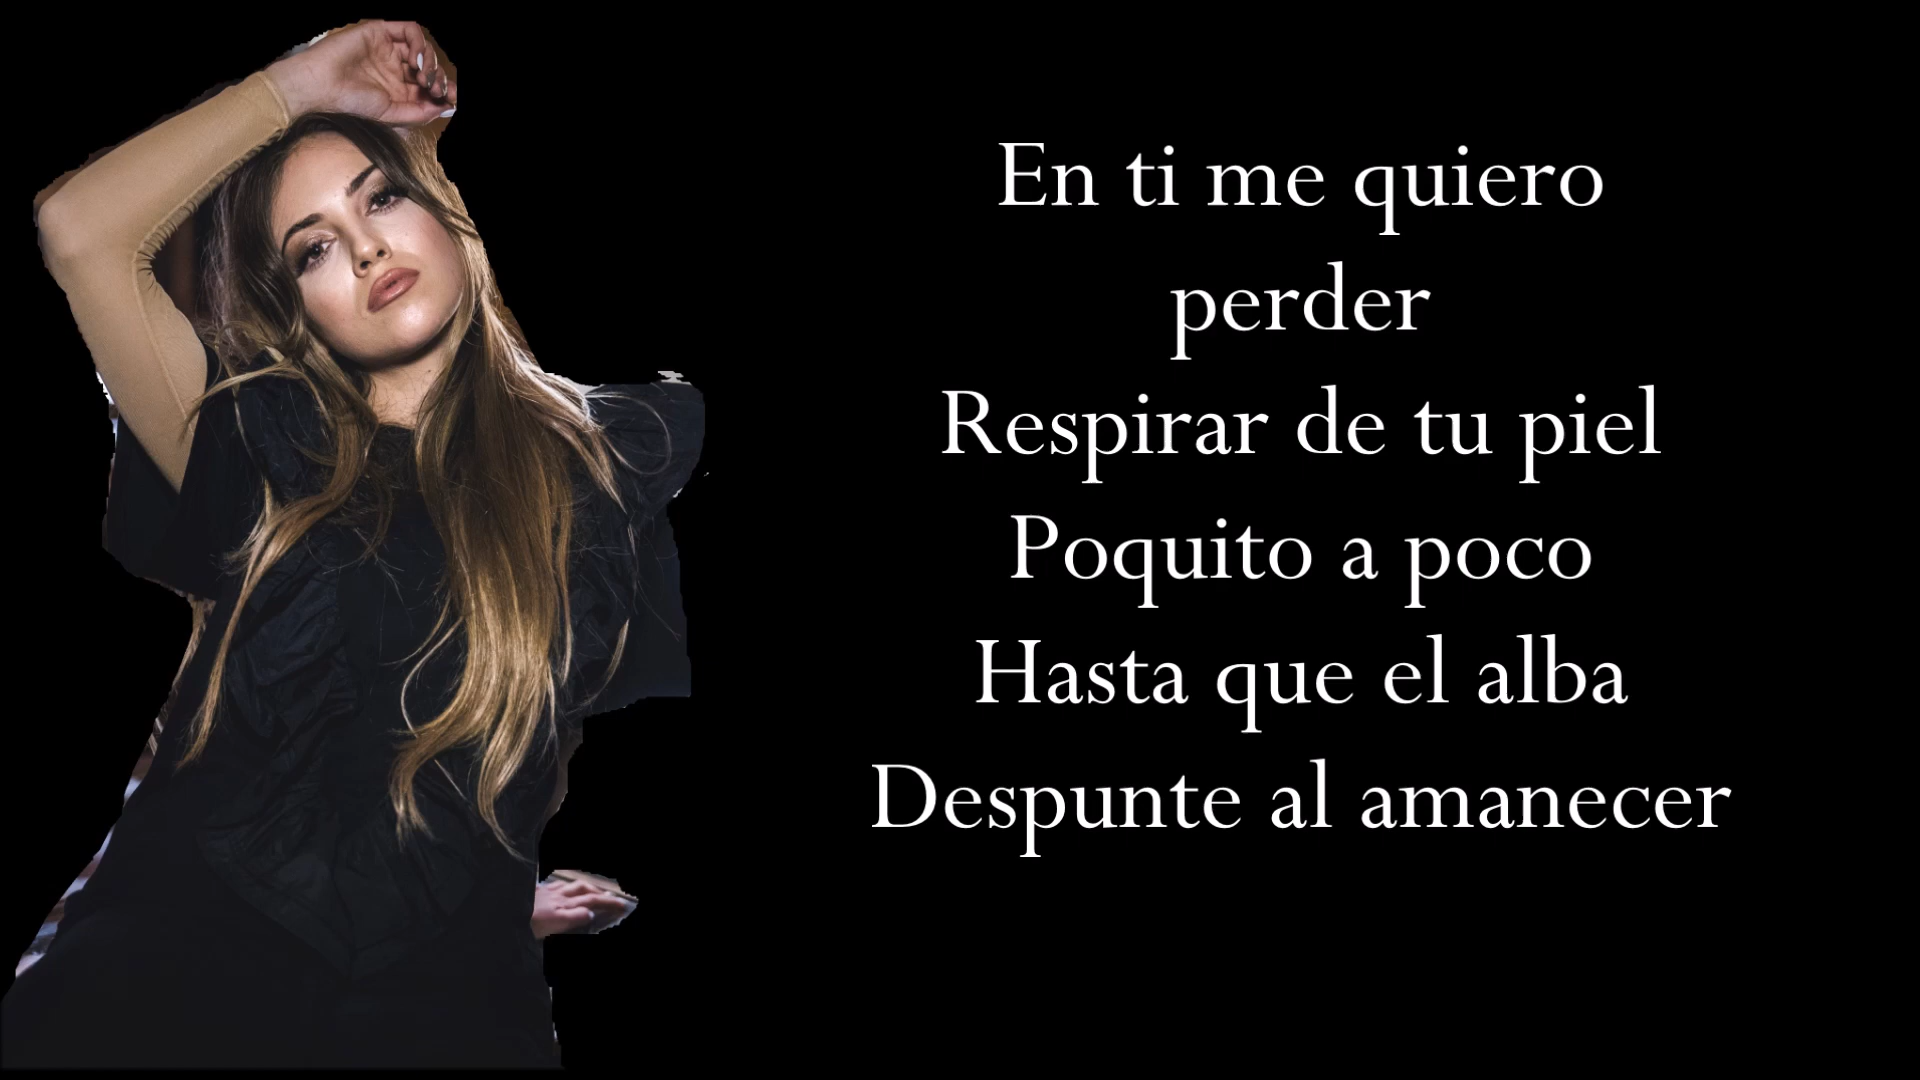 En ti me quiero
perder
Respirar de tu piel
Poquito a poco
Hasta que el alba
Despunte al amanecer